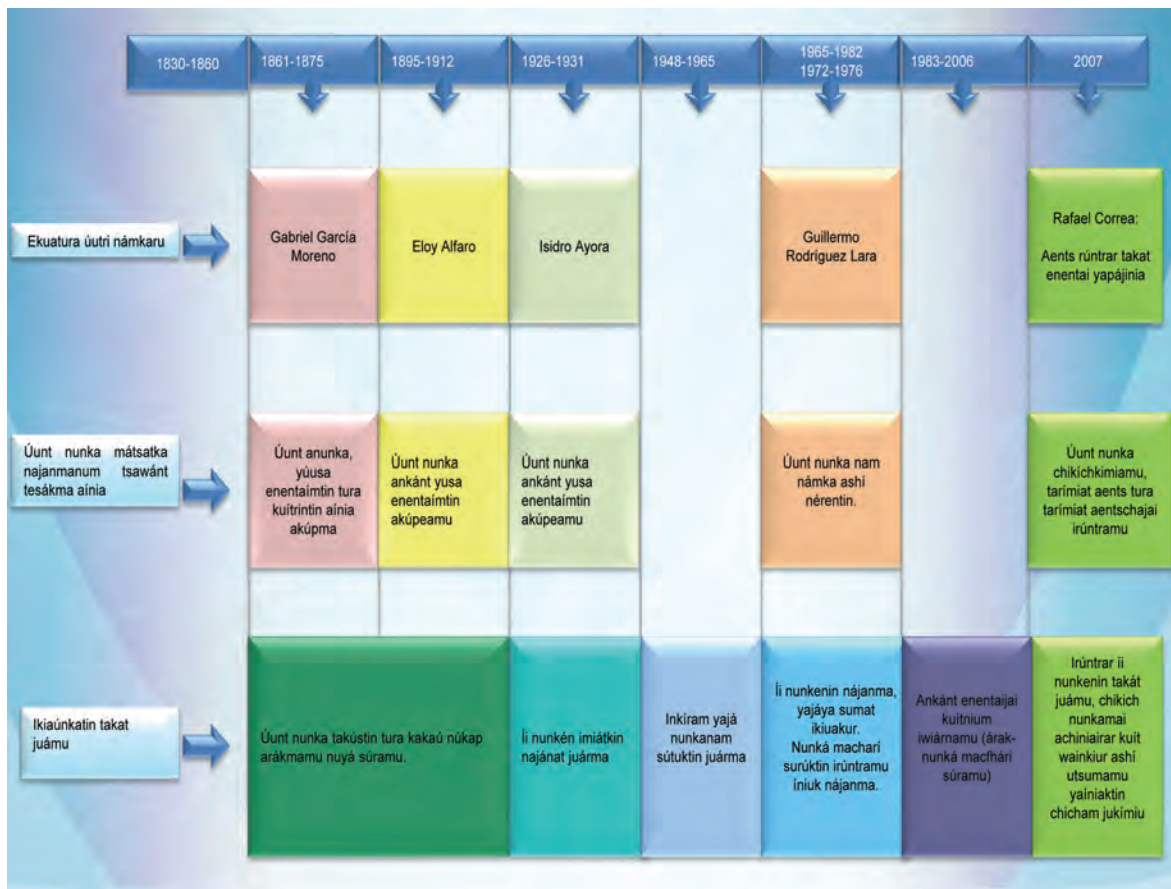 1830-1860
1861-1875
1895-1912
1926-1931
1948-1965
1965-1982
1972-1976
1983-2006
2007
Ekuatura úutri námkaru
Gabriel García
Moreno
Eloy Alfaro
Isidro Ayora
Guillermo
Rodríguez Lara
Rafael Correa:
Aents rúntrar takat
enentai yapájinia
Úunt nunka mátsatka
najanmanum tsawánt
tesákma aínia
Úunt anunka,
yúusa
enentaímtin tura
kuítrintin aínia
akúpma
Úunt nunka
ankánt yusa
enentaímtin
akúpeamu
Úunt nunka
ankánt yusa
enentaímtin
akúpeamu
Úunt nunka nam
námka ashí
nérentin.
Úunt nunka
chikíchkimiamu,
tarímiat aents tura
tarímiat aentschajai
irúntramu
Ikiaúnkatin takat
juámu
Úunt nunka takústin tura kakaú núkap
arákmamu nuyá súramu.
Íi nunkén imiátkin
najánat juárma
Inkíram yajá
nunkanam
sútuktin juárma
Íi nunkenin nájanma,
yajáya sumat
ikiuakur.
Nunká macharí
surúktin irúntramu
íniuk nájanma.
Ankánt enentaijai
kuítnium
iwiárnamu (árak-
nunká macfhári
súramu)
Irúntrar ii
nunkenin takát
juámu, chikich
nunkamai
achiniairar kuít
wainkiur ashí
utsumamu
yaíniaktin
chicham jukímiu